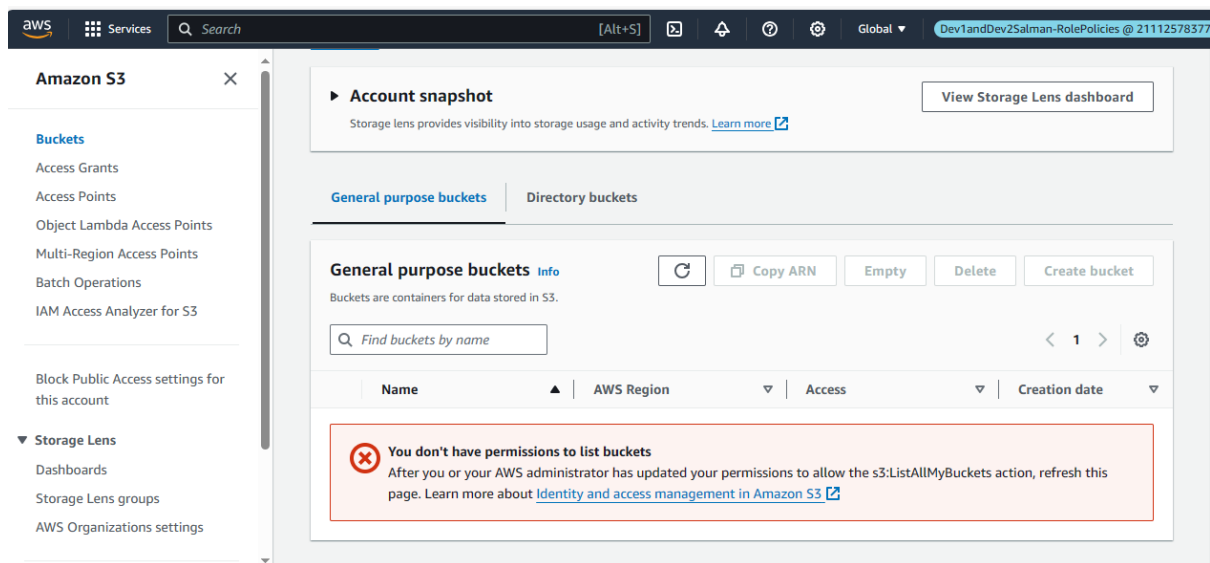 aws
Services
Search
[Alt+S]
Global ▼
Dev1andDev2Salman-RolePolicies @ 21112578377
Amazon S3
Buckets
Access Grants
Access Points
Object Lambda Access Points
Multi-Region Access Points
Batch Operations
IAM Access Analyzer for S3
Block Public Access settings for
this account
▼ Storage Lens
Dashboards
Storage Lens groups
AWS Organizations settings
▶ Account snapshot
View Storage Lens dashboard
Storage lens provides visibility into storage usage and activity trends. Learn more
General purpose buckets
Directory buckets
General purpose buckets Info
Copy ARN
Empty
Delete
Create bucket
Buckets are containers for data stored in S3.
Find buckets by name
1
Name
AWS Region
Access
Creation date
You don't have permissions to list buckets
After you or your AWS administrator has updated your permissions to allow the s3:ListAllMyBuckets action, refresh this
page. Learn more about Identity and access management in Amazon S3